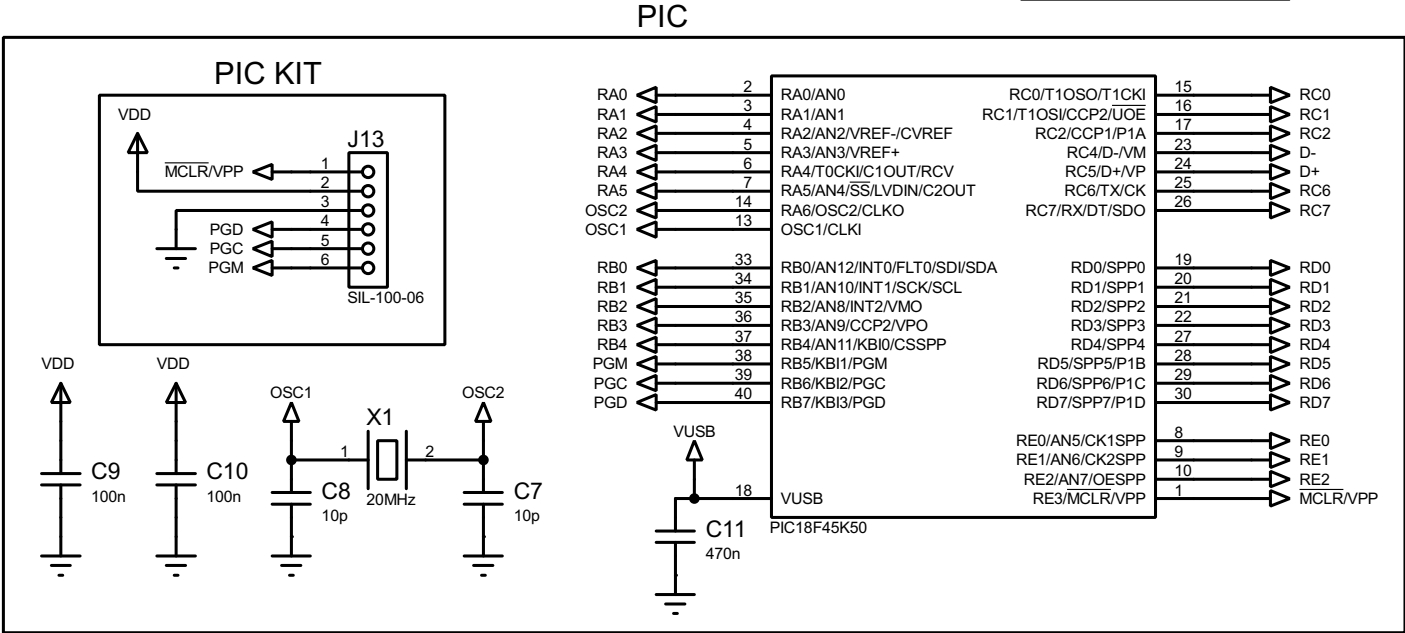 PIC
PIC KIT
VDD
J13
MCLR/VPP 1
2
3
PGD 4
PGC 5
PGM 6
SIL-100-06
VDD
C9
100n
VDD
C10
100n
OSC1
OSC2
X1
1 2
20MHz
C8
10p
C7
10p
VUSB
C11
470n
RA0 2 RA0/AN0
RA1 3 RA1/AN1
RA2 4 RA2/AN2/VREF-/CVREF
RA3 5 RA3/AN3/VREF+
RA4 6 RA4/T0CKI/C1OUT/RCV
RA5 7 RA5/AN4/SS/LVDIN/C2OUT
OSC2 14 RA6/OSC2/CLKO
OSC1 13 OSC1/CLKI
RB0 33 RB0/AN12/INT0/FLT0/SDI/SDA
RB1 34 RB1/AN10/INT1/SCK/SCL
RB2 35 RB2/AN8/INT2/VMO
RB3 36 RB3/AN9/CCP2/VPO
RB4 37 RB4/AN11/KBI0/CSSPP
PGM 38 RB5/KBI1/PGM
PGC 39 RB6/KBI2/PGC
PGD 40 RB7/KBI3/PGD
18 VUSB
RC0/T1OSO/T1CKI 15 RC0
RC1/T1OSI/CCP2/UOE 16 RC1
RC2/CCP1/P1A 17 RC2
RC4/D-/VM 23 D-
RC5/D+/VP 24 D+
RC6/TX/CK 25 RC6
RC7/RX/DT/SDO 26 RC7
RD0/SPP0 19 RD0
RD1/SPP1 20 RD1
RD2/SPP2 21 RD2
RD3/SPP3 22 RD3
RD4/SPP4 27 RD4
RD5/SPP5/P1B 28 RD5
RD6/SPP6/P1C 29 RD6
RD7/SPP7/P1D 30 RD7
RE0/AN5/CK1SPP 8 RE0
RE1/AN6/CK2SPP 9 RE1
RE2/AN7/OESPP 10 RE2
RE3/MCLR/VPP 1 MCLR/VPP
PIC18F45K50